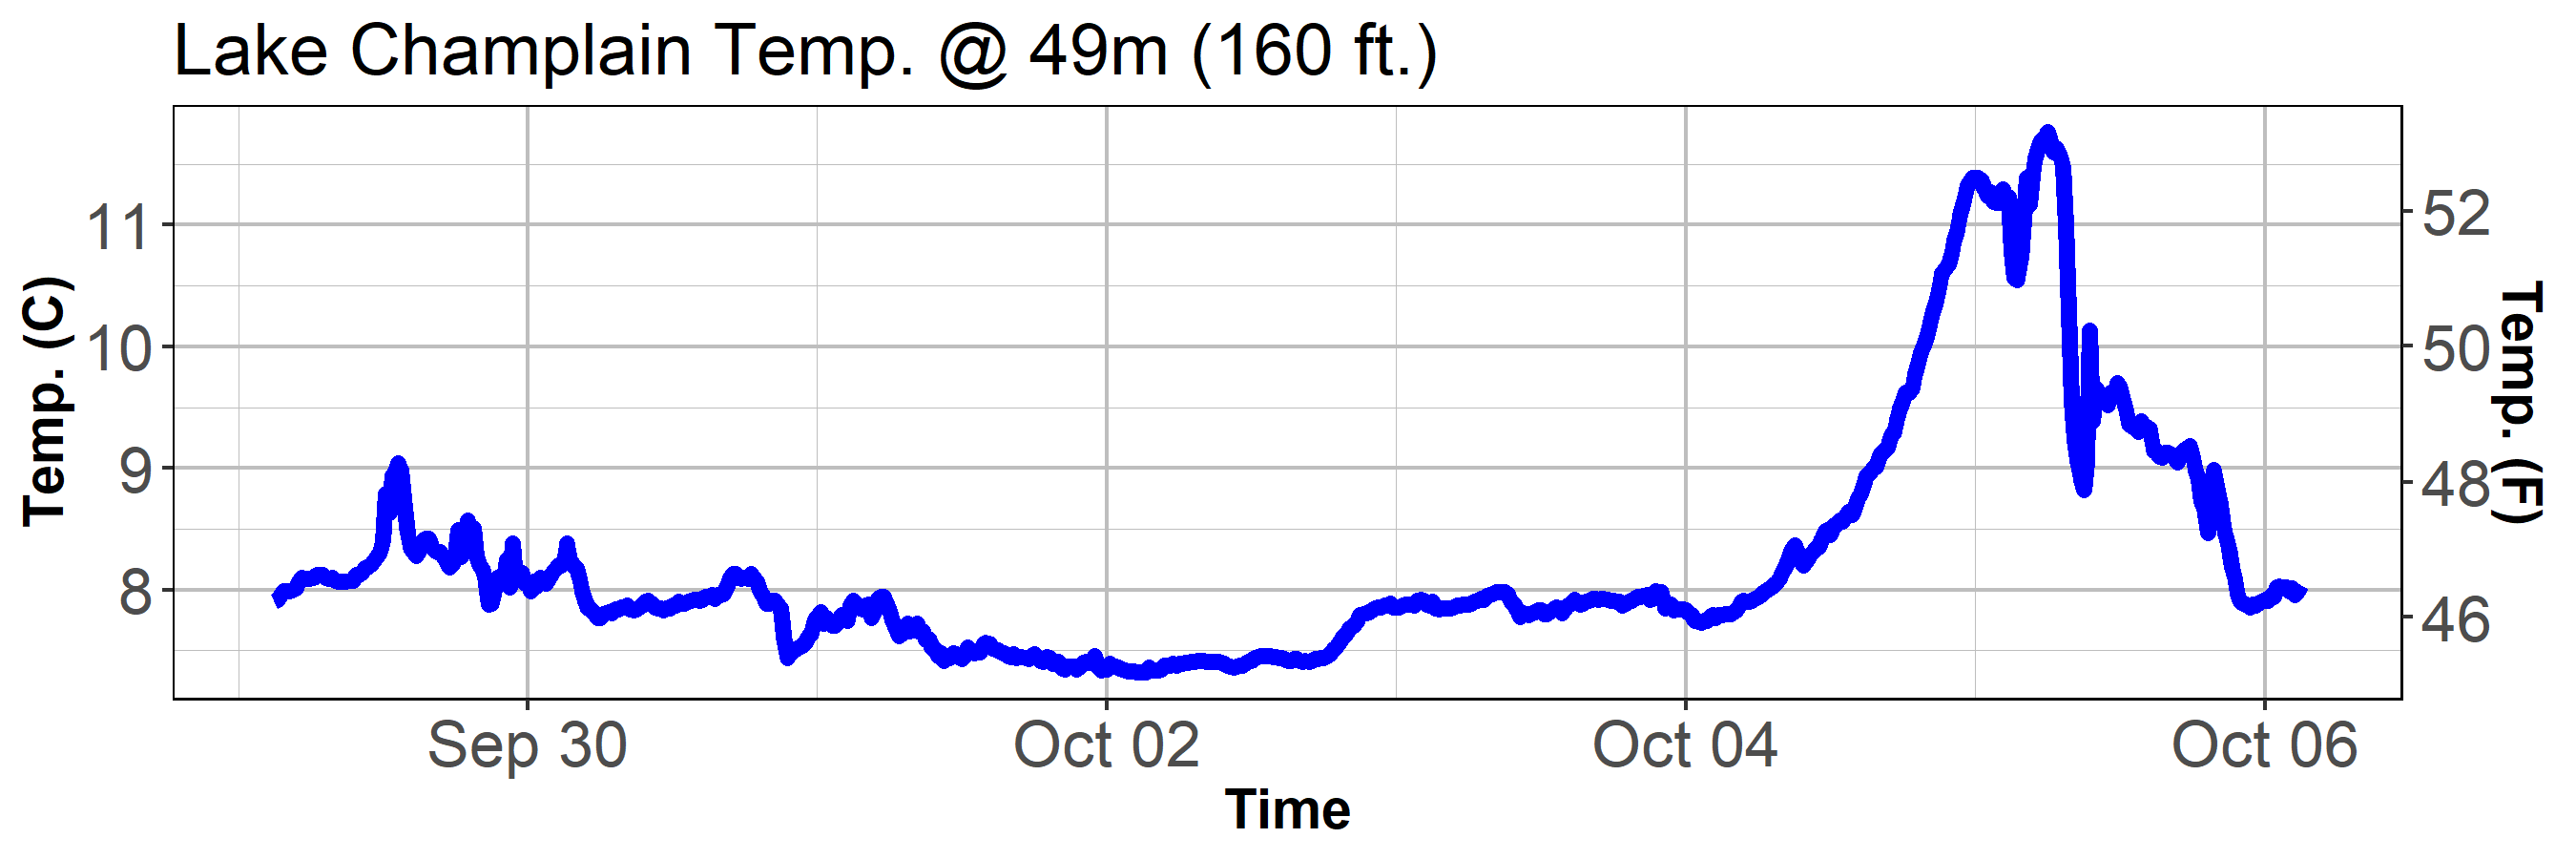 Lake Champlain Temp. @ 49m (160 ft.)
Temp. (C)
11
10
9
8
52
50
48
46
Temp. (F)
Sep 30
Oct 02
Oct 04
Oct 06
Time